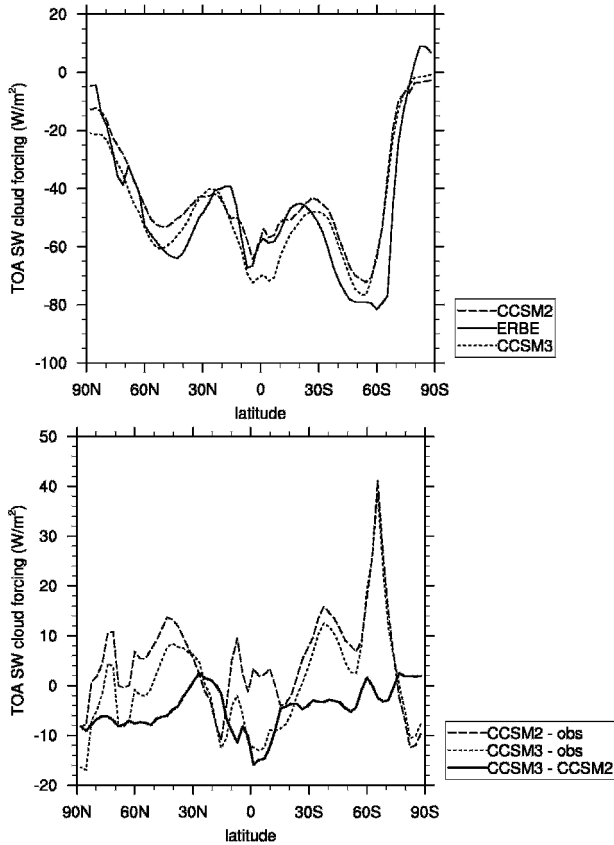 20
0
-20
-40
-60
-80
-100
TOA SW cloud forcing (W/m²)
90N 60N 30N 0 30S 60S 90S
latitude
CCSM2
ERBE
CCSM3
50
40
30
20
10
0
-10
-20
TOA SW cloud forcing (W/m²)
90N 60N 30N 0 30S 60S 90S
latitude
CCSM2 - obs
CCSM3 - obs
CCSM3 - CCSM2